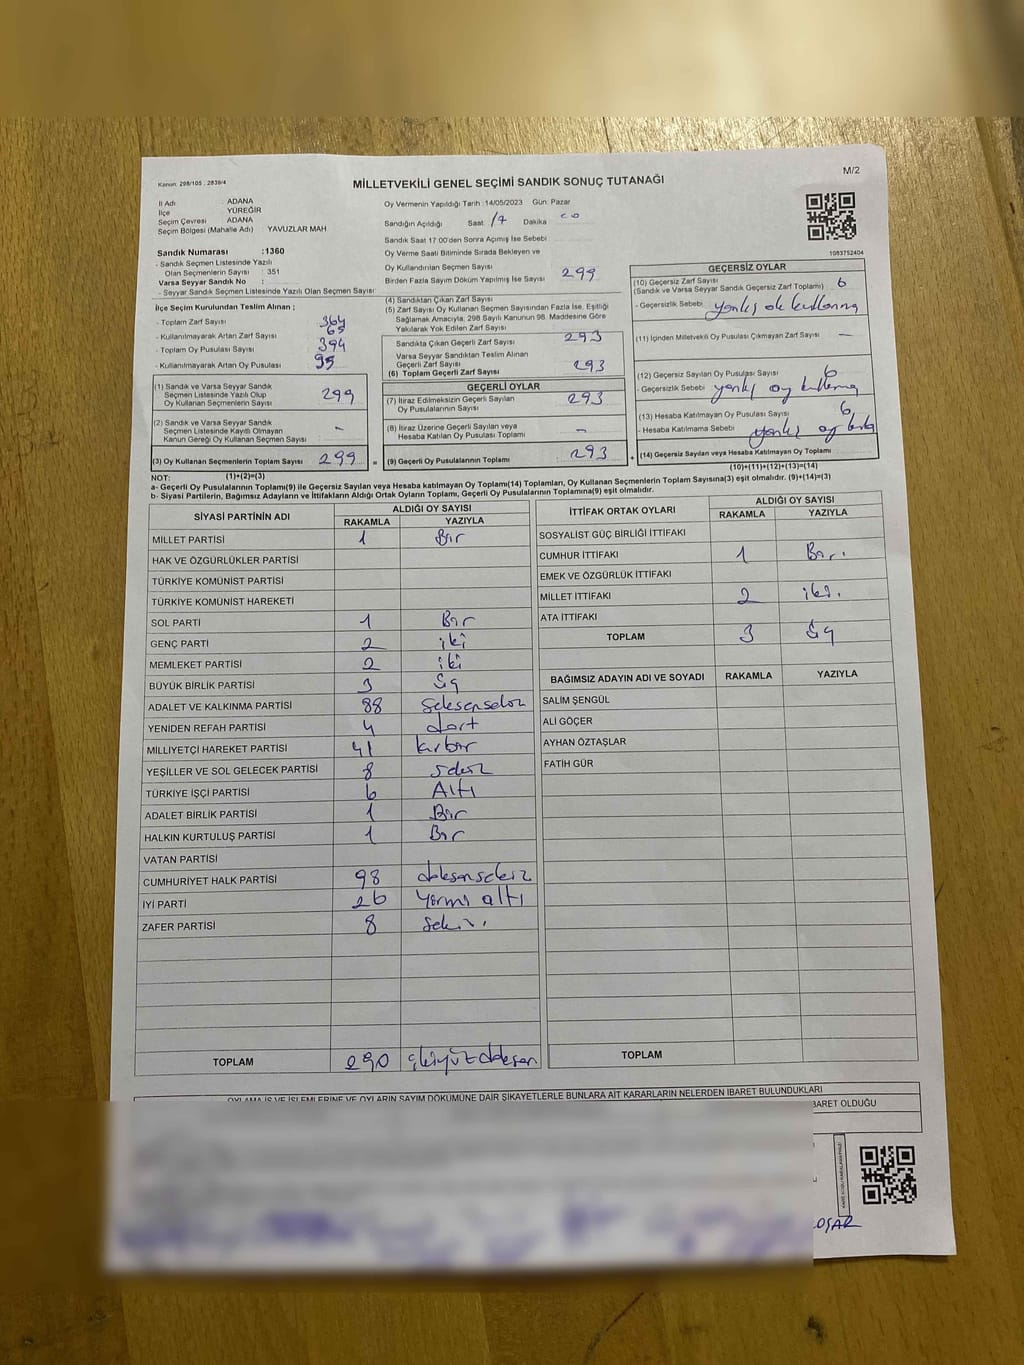 M/2
Kanun: 298/105 ; 2839/4
MİLLETVEKİLİ GENEL SEÇİMİ SANDIK SONUÇ TUTANAĞI
İl Adı : ADANA
İlçe : YÜREĞİR
Seçim Çevresi : ADANA
Seçim Bölgesi (Mahalle Adı) YAVUZLAR MAH
Sandık Numarası :1360
- Sandık Seçmen Listesinde Yazılı
Olan Seçmenlerin Sayısı : 351
Varsa Seyyar Sandık No :
- Seyyar Sandık Seçmen Listesinde Yazılı Olan Seçmen Sayısı:
Oy Vermenin Yapıldığı Tarih : 14/05/2023 Gün: Pazar
Sandığın Açıldığı Saat: 17 Dakika 00
Sandık Saat 17:00'den Sonra Açılmış İse Sebebi
Oy Verme Saati Bitiminde Sırada Bekleyen ve
Oy Kullandırılan Seçmen Sayısı
Birden Fazla Sayım Döküm Yapılmış İse Sayısı
299
(4) Sandıktan Çıkan Zarf Sayısı
(5) Zarf Sayısı Oy Kullanan Seçmen Sayısından Fazla İse, Eşitliği
Sağlamak Amacıyla, 298 Sayılı Kanunun 98. Maddesine Göre
Yakılarak Yok Edilen Zarf Sayısı
1083752404
İlçe Seçim Kurulundan Teslim Alınan ;
- Toplam Zarf Sayısı 364
- Kullanılmayarak Artan Zarf Sayısı 65
- Toplam Oy Pusulası Sayısı 394
- Kullanılmayarak Artan Oy Pusulası 95
Sandıkta Çıkan Geçerli Zarf Sayısı 293
Varsa Seyyar Sandıktan Teslim Alınan
Geçerli Zarf Sayısı
(6) Toplam Geçerli Zarf Sayısı 293
GEÇERSİZ OYLAR
(10) Geçersiz Zarf Sayısı 6
(Sandık ve Varsa Seyyar Sandık Geçersiz Zarf Toplamı)
- Geçersizlik Sebebi yanlış
(11) İçinden Milletvekili Oy Pusulası Çıkmayan Zarf Sayısı -
(12) Geçersiz Sayılan Oy Pusulası Sayısı 6
- Geçersizlik Sebebi yanlış oy
(13) Hesaba Katılmayan Oy Pusulası Sayısı 6
- Hesaba Katılmama Sebebi yanlış oy
(14) Geçersiz Sayılan veya Hesaba Katılmayan Oy Toplamı
(10)+(11)+(12)+(13)=(14)
(1) Sandık ve Varsa Seyyar Sandık
Seçmen Listesinde Yazılı Olup
Oy Kullanan Seçmenlerin Sayısı 299
(2) Sandık ve Varsa Seyyar Sandık
Seçmen Listesinde Kayıtlı Olmayan
Kanun Gereği Oy Kullanan Seçmen Sayısı -
(3) Oy Kullanan Seçmenlerin Toplam Sayısı 299 =
(1)+(2)=(3)
GEÇERLİ OYLAR
(7) İtiraz Edilmeksizin Geçerli Sayılan
Oy Pusulalarının Sayısı 293
(8) İtiraz Üzerine Geçerli Sayılan veya
Hesaba Katılan Oy Pusulası Toplamı -
(9) Geçerli Oy Pusulalarının Toplamı 293 +
NOT:
a- Geçerli Oy Pusulalarının Toplamı(9) ile Geçersiz Sayılan veya Hesaba katılmayan Oy Toplam(14) Toplamları, Oy Kullanan Seçmenlerin Toplam Sayısına(3) eşit olmalıdır. (9)+(14)=(3)
b- Siyasi Partilerin, Bağımsız Adayların ve İttifakların Aldığı Ortak Oyların Toplamı, Geçerli Oy Pusulalarının Toplamına(9) eşit olmalıdır.
SİYASİ PARTİNİN ADI ALDIĞI OY SAYISI
RAKAMLA YAZIYLA
MİLLET PARTİSİ 1 Bir
HAK VE ÖZGÜRLÜKLER PARTİSİ
TÜRKİYE KOMÜNİST PARTİSİ
TÜRKİYE KOMÜNİST HAREKETİ
SOL PARTİ 1 Bir
GENÇ PARTİ 2 iki
MEMLEKET PARTİSİ 2 iki
BÜYÜK BİRLİK PARTİSİ 3 üç
ADALET VE KALKINMA PARTİSİ 88 Seksensekiz
YENİDEN REFAH PARTİSİ 4 dört
MİLLİYETÇİ HAREKET PARTİSİ 41 kırkbir
YEŞİLLER VE SOL GELECEK PARTİSİ 8 sekiz
TÜRKİYE İŞÇİ PARTİSİ 6 Altı
ADALET BİRLİK PARTİSİ 1 Bir
HALKIN KURTULUŞ PARTİSİ 1 Bir
VATAN PARTİSİ
CUMHURİYET HALK PARTİSİ 98 doksansekiz
İYİ PARTİ 26 Yirmi altı
ZAFER PARTİSİ 8 Sekiz
TOPLAM 290 ikiyüzdoksan
İTTİFAK ORTAK OYLARI ALDIĞI OY SAYISI
RAKAMLA YAZIYLA
SOSYALİST GÜÇ BİRLİĞİ İTTİFAKI
CUMHUR İTTİFAKI 1 Bir.
EMEK VE ÖZGÜRLÜK İTTİFAKI
MİLLET İTTİFAKI 2 iki.
ATA İTTİFAKI
TOPLAM 3 üç
BAĞIMSIZ ADAYIN ADI VE SOYADI RAKAMLA YAZIYLA
SALİM ŞENGÜL
ALİ GÖÇER
AYHAN ÖZTAŞLAR
FATİH GÜR
TOPLAM
OYLAMA İŞ VE İŞLEMLERİNE VE OYLARIN SAYIM DÖKÜMÜNE DAİR ŞİKAYETLERLE BUNLARA AİT KARARLARIN NELERDEN İBARET BULUNDUKLARI
BARET OLDUĞU